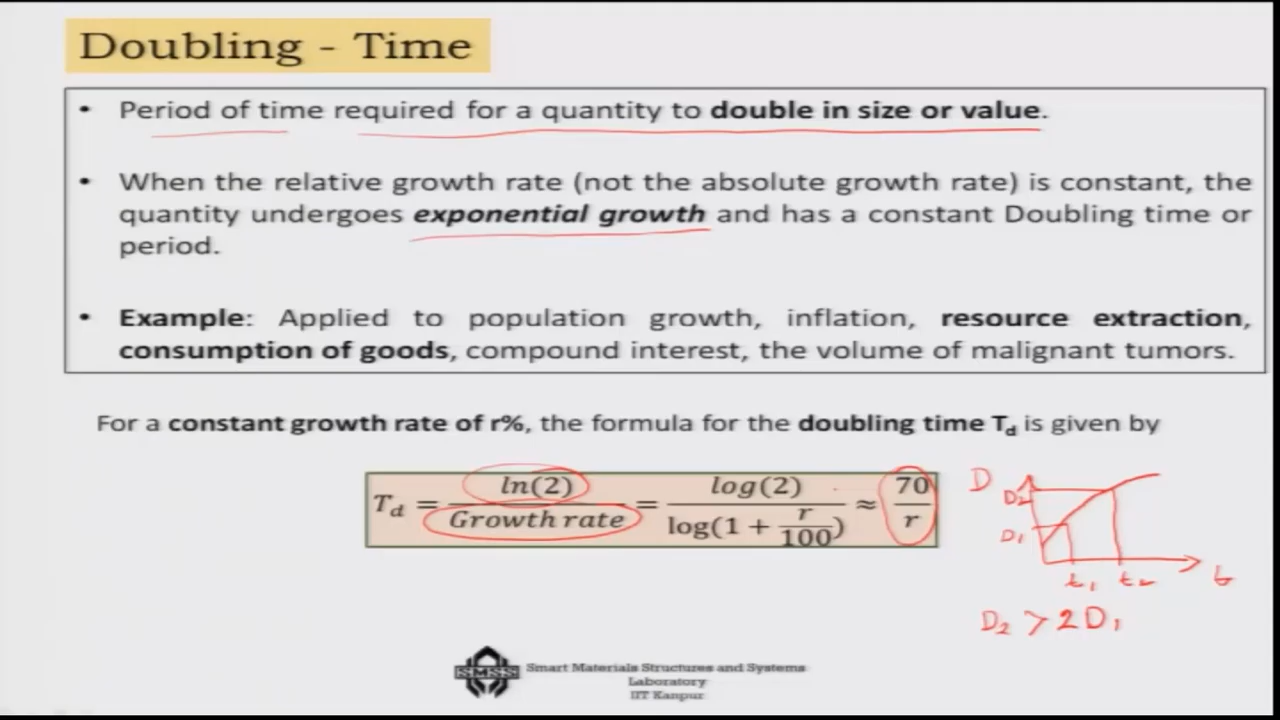 Doubling - Time
• Period of time required for a quantity to double in size or value.
• When the relative growth rate (not the absolute growth rate) is constant, the
quantity undergoes exponential growth and has a constant Doubling time or
period.
• Example: Applied to population growth, inflation, resource extraction,
consumption of goods, compound interest, the volume of malignant tumors.
For a constant growth rate of r%, the formula for the doubling time T_d is given by
T_d = ln(2) / Growth rate = log(2) / log(1 + r/100) ≈ 70 / r
D
D2
D1
t1 t2 t
D2 > 2D1
SMSS Smart Materials Structures and Systems
Laboratory
IIT Kanpur